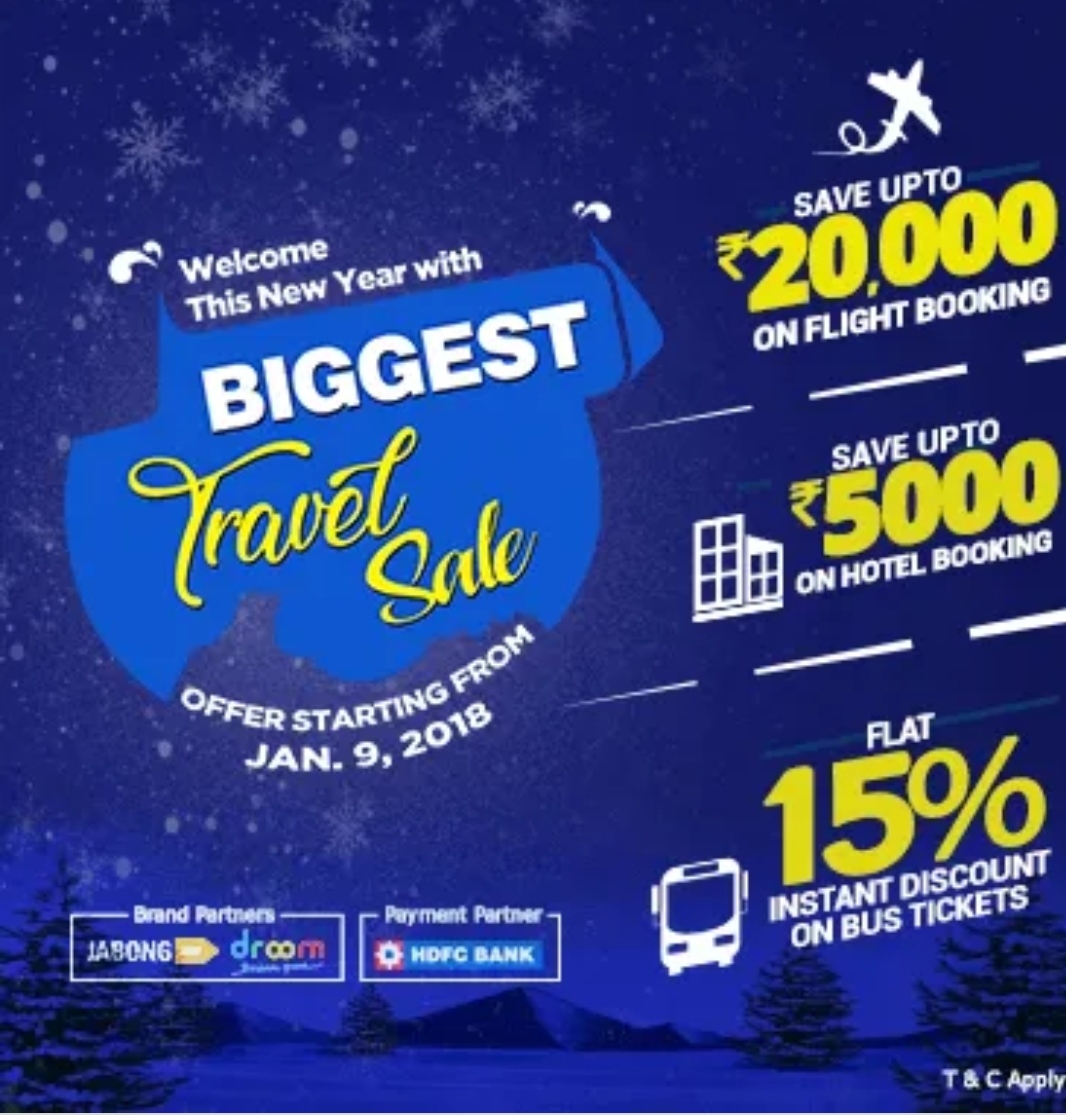 Welcome
This New Year with
BIGGEST
Travel
Sale
OFFER STARTING FROM
JAN. 9, 2018
SAVE UPTO
₹20,000
ON FLIGHT BOOKING
SAVE UPTO
₹5000
ON HOTEL BOOKING
FLAT
15%
INSTANT DISCOUNT
ON BUS TICKETS
Brand Partners
JABONG droom
Payment Partner
HDFC BANK
T & C Apply